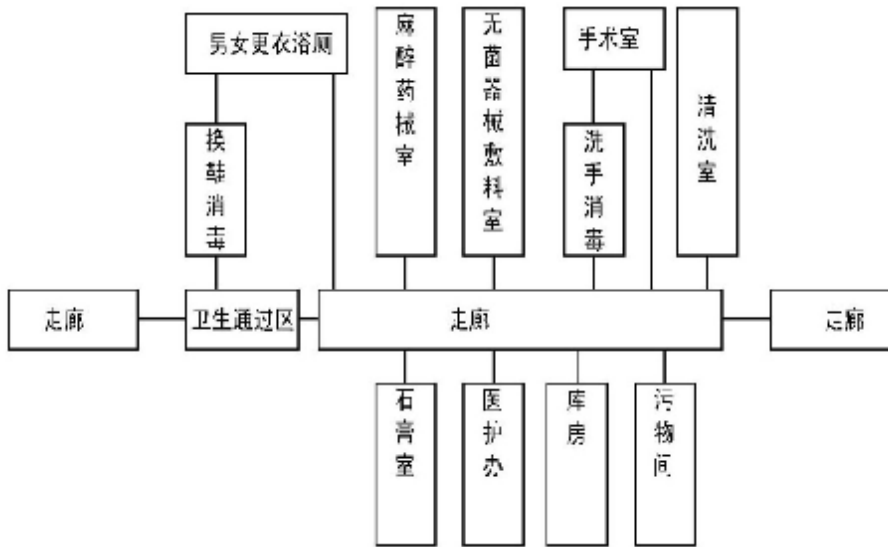 男女更衣浴厕
麻醉药械室
无菌器械敷料室
手术室
清洗室
换鞋消毒
洗手消毒
走廊
卫生通过区
走廊
走廊
石膏室
医护办
库房
污物间